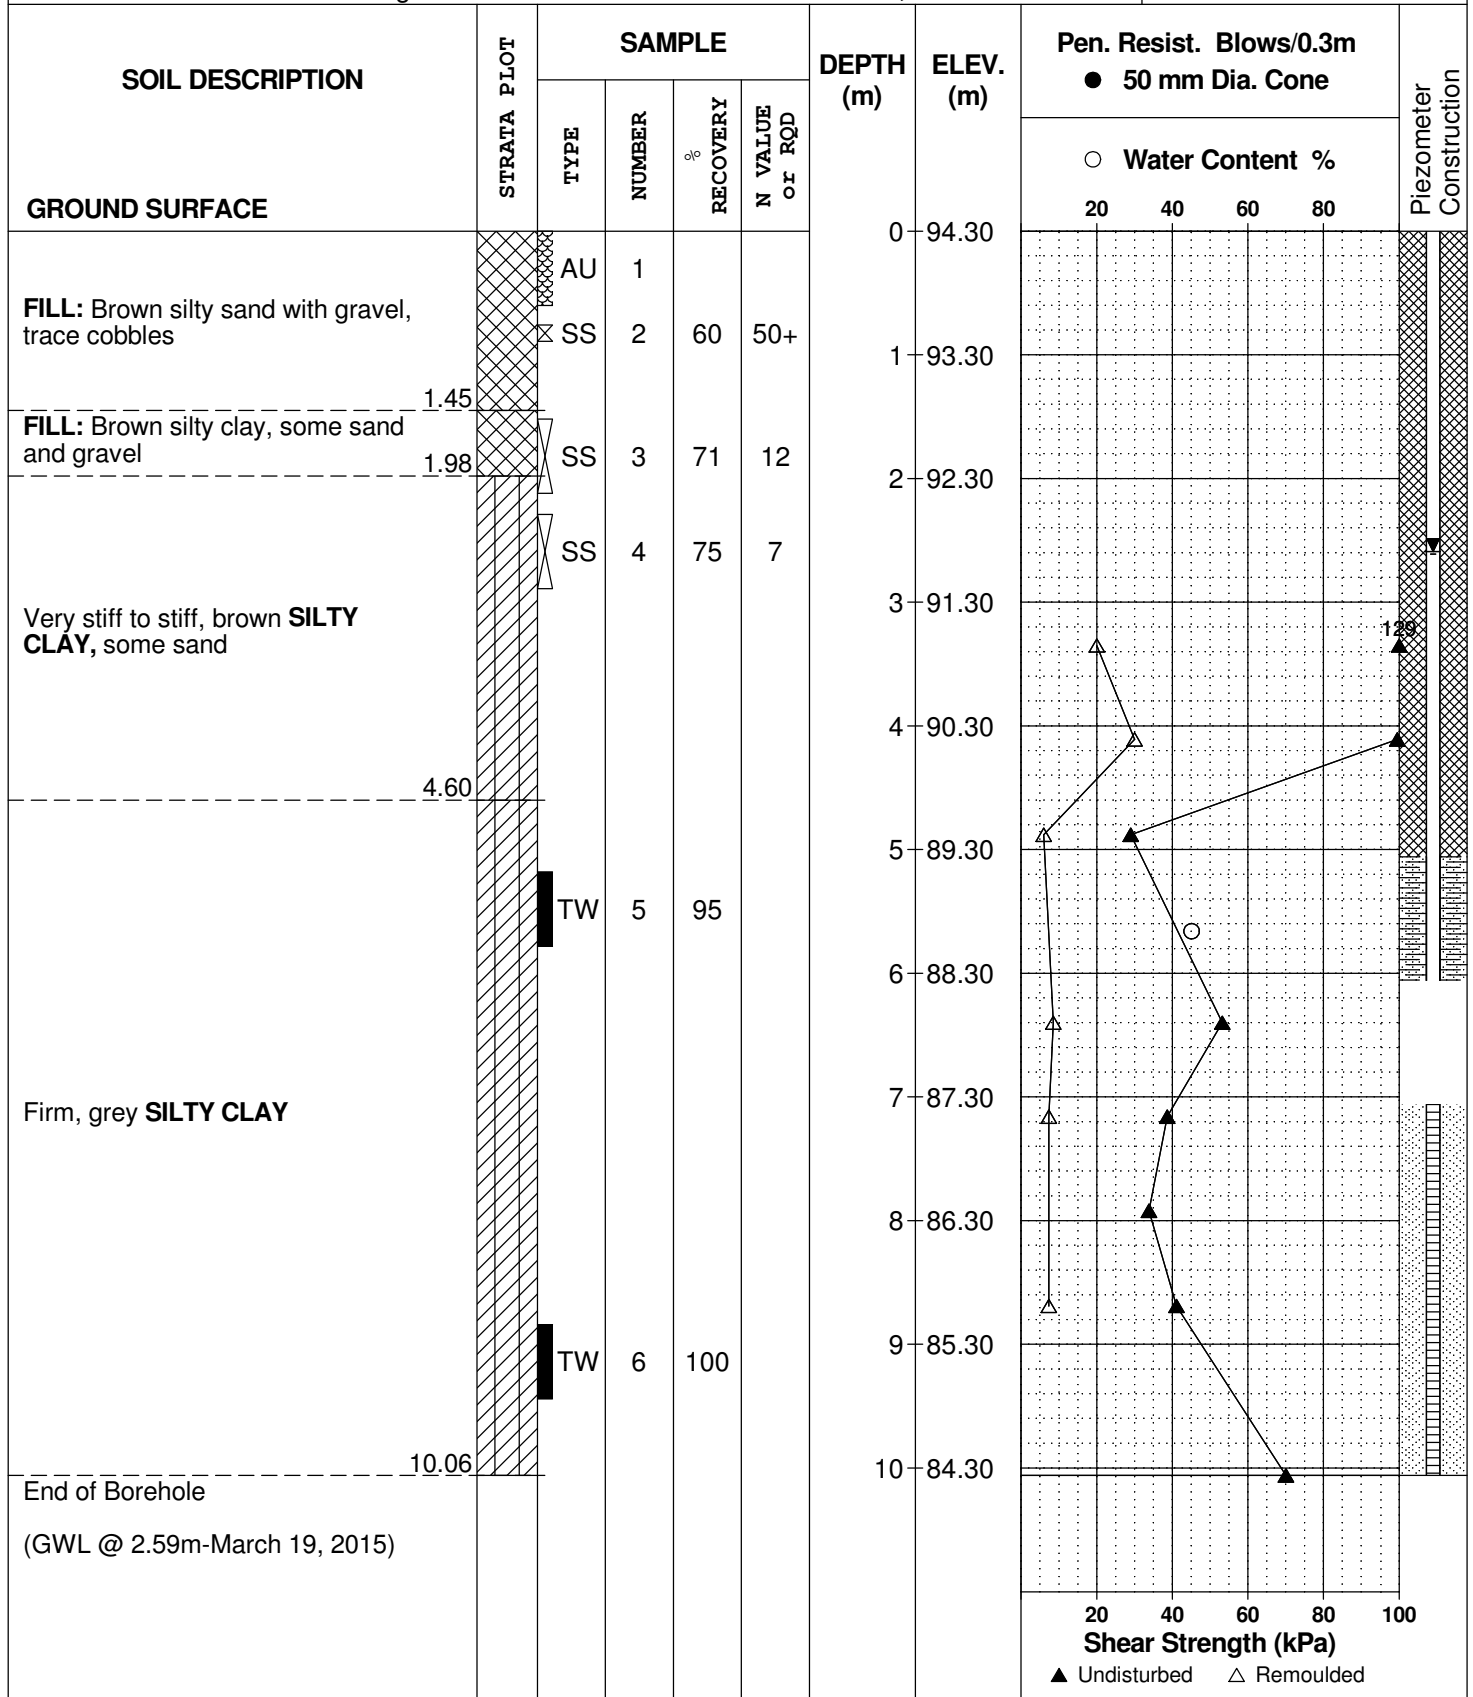 SOIL DESCRIPTION
GROUND SURFACE
STRATA PLOT
SAMPLE
TYPE
NUMBER
% RECOVERY
N VALUE or RQD
DEPTH (m)
ELEV. (m)
Pen. Resist. Blows/0.3m
● 50 mm Dia. Cone
○ Water Content %
20 40 60 80
Piezometer Construction
0 94.30
AU 1
FILL: Brown silty sand with gravel,
trace cobbles
SS 2 60 50+
1 93.30
1.45
FILL: Brown silty clay, some sand
and gravel
1.98
SS 3 71 12
2 92.30
SS 4 75 7
3 91.30
Very stiff to stiff, brown SILTY
CLAY, some sand
129
4 90.30
4.60
5 89.30
TW 5 95
6 88.30
7 87.30
Firm, grey SILTY CLAY
8 86.30
9 85.30
TW 6 100
10.06
10 84.30
End of Borehole
(GWL @ 2.59m-March 19, 2015)
20 40 60 80 100
Shear Strength (kPa)
▲ Undisturbed △ Remoulded